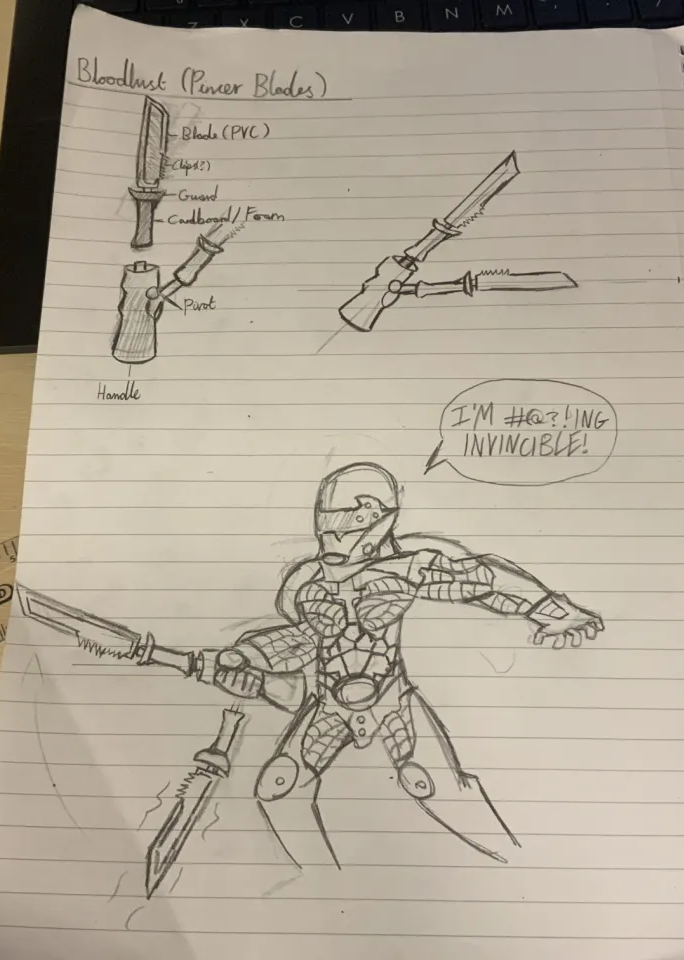 Z X C V B N M
Bloodlust (Pincer Blades)
Blade (PVC)
Clips(?)
Guard
Cardboard/Foam
Pivot
Handle
I'M #@?!ING
INVINCIBLE!